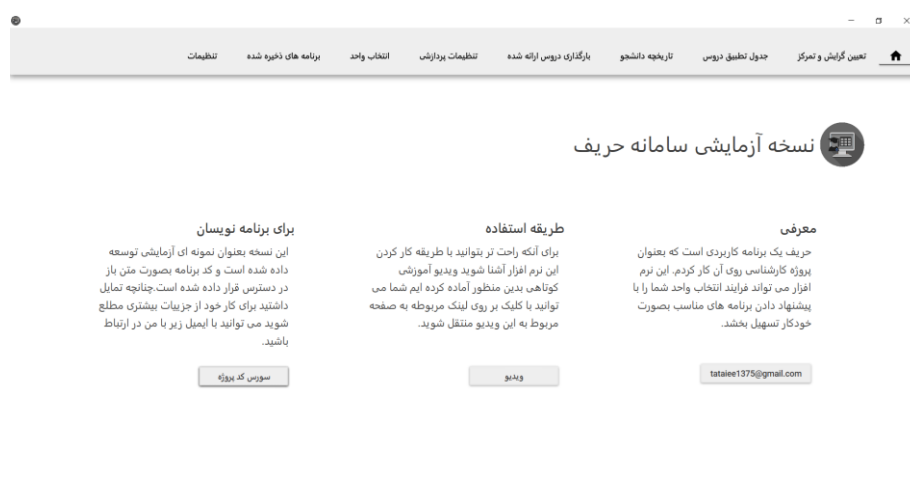 تعیین گرایش و تمرکز
جدول تطبیق دروس
تاریخچه دانشجو
بارگذاری دروس ارائه شده
تنظیمات پردازشی
انتخاب واحد
برنامه های ذخیره شده
تنظیمات
نسخه آزمایشی سامانه حریف
معرفی
حریف یک برنامه کاربردی است که بعنوان
پروژه کارشناسی روی آن کار کردم. این نرم
افزار می تواند فرایند انتخاب واحد شما را با
پیشنهاد دادن برنامه های مناسب بصورت
خودکار تسهیل بخشد.
tataiee1375@gmail.com
طریقه استفاده
برای آنکه راحت تر بتوانید با طریقه کار کردن
این نرم افزار آشنا شوید ویدیو آموزشی
کوتاهی بدین منظور آماده کرده ایم شما می
توانید با کلیک بر روی لینک مربوطه به صفحه
مربوط به این ویدیو منتقل شوید.
ویدیو
برای برنامه نویسان
این نسخه بعنوان نمونه ای آزمایشی توسعه
داده شده است و کد برنامه بصورت متن باز
در دسترس قرار داده شده است.چنانچه تمایل
داشتید برای کار خود از جزییات بیشتری مطلع
شوید می توانید با ایمیل زیر با من در ارتباط
باشید.
سورس کد پروژه